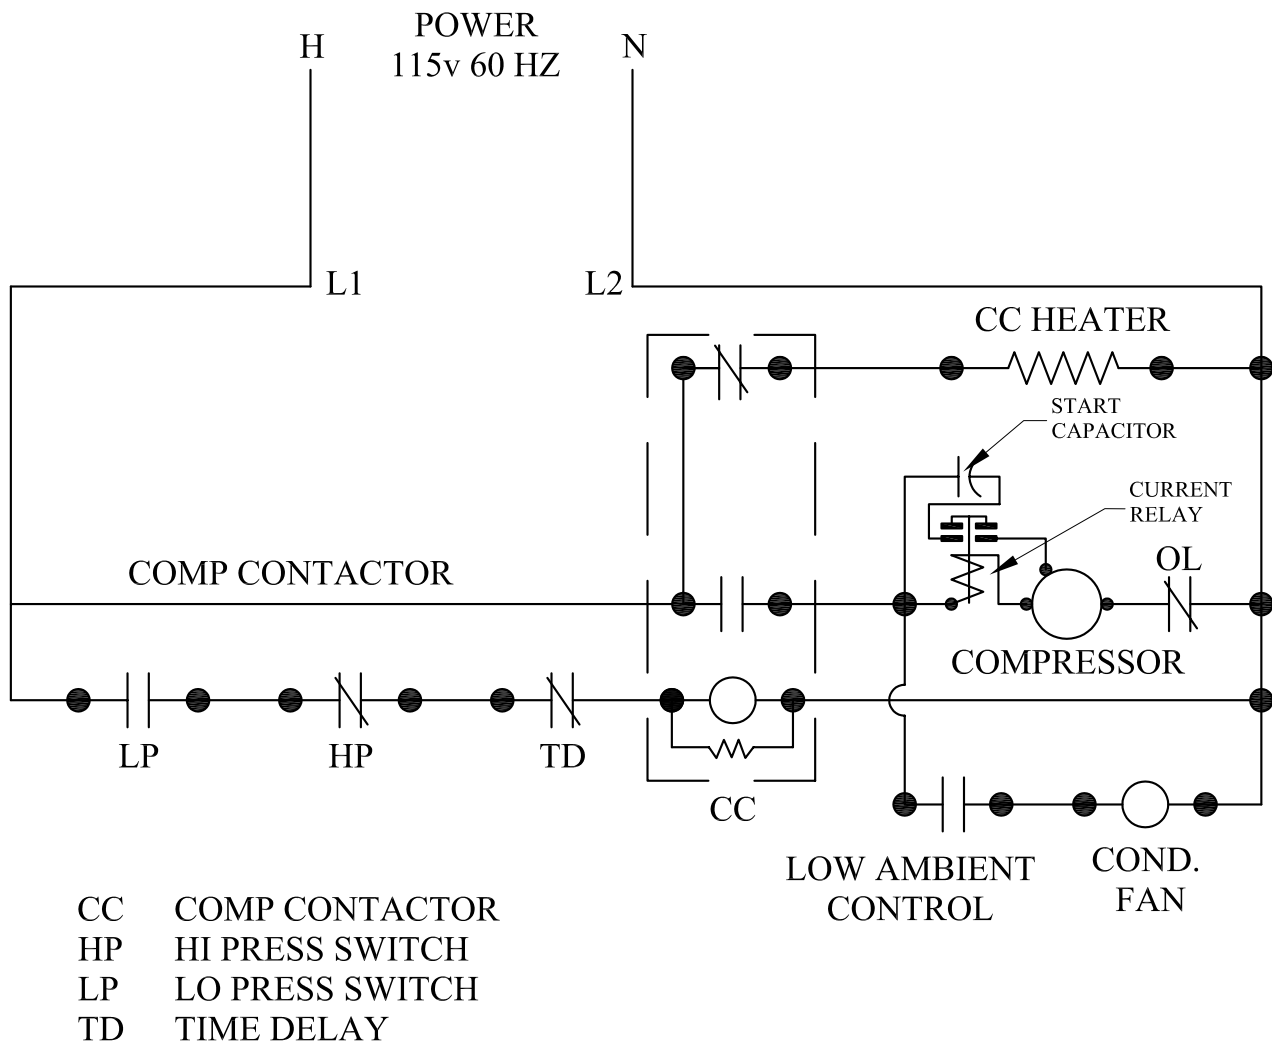 POWER
115v 60 HZ
H
N
L1
L2
CC HEATER
START
CAPACITOR
CURRENT
RELAY
COMP CONTACTOR
OL
COMPRESSOR
LP
HP
TD
CC
LOW AMBIENT
CONTROL
COND.
FAN
CC COMP CONTACTOR
HP HI PRESS SWITCH
LP LO PRESS SWITCH
TD TIME DELAY